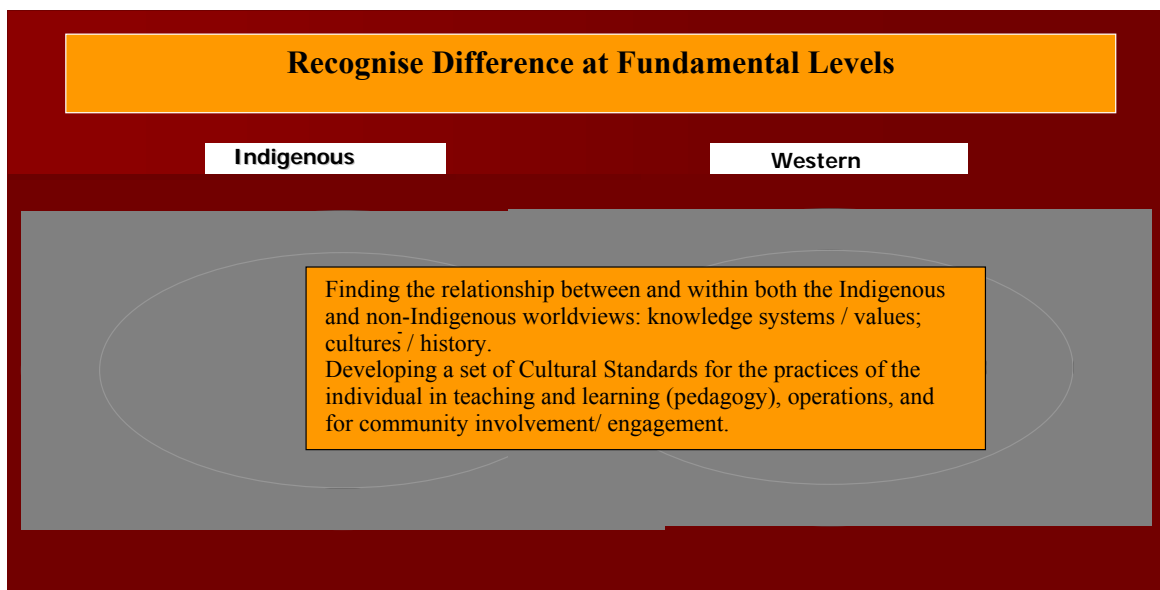 Recognise Difference at Fundamental Levels
Indigenous
Western
Finding the relationship between and within both the Indigenous
and non-Indigenous worldviews: knowledge systems / values;
cultures / history.
Developing a set of Cultural Standards for the practices of the
individual in teaching and learning (pedagogy), operations, and
for community involvement/ engagement.